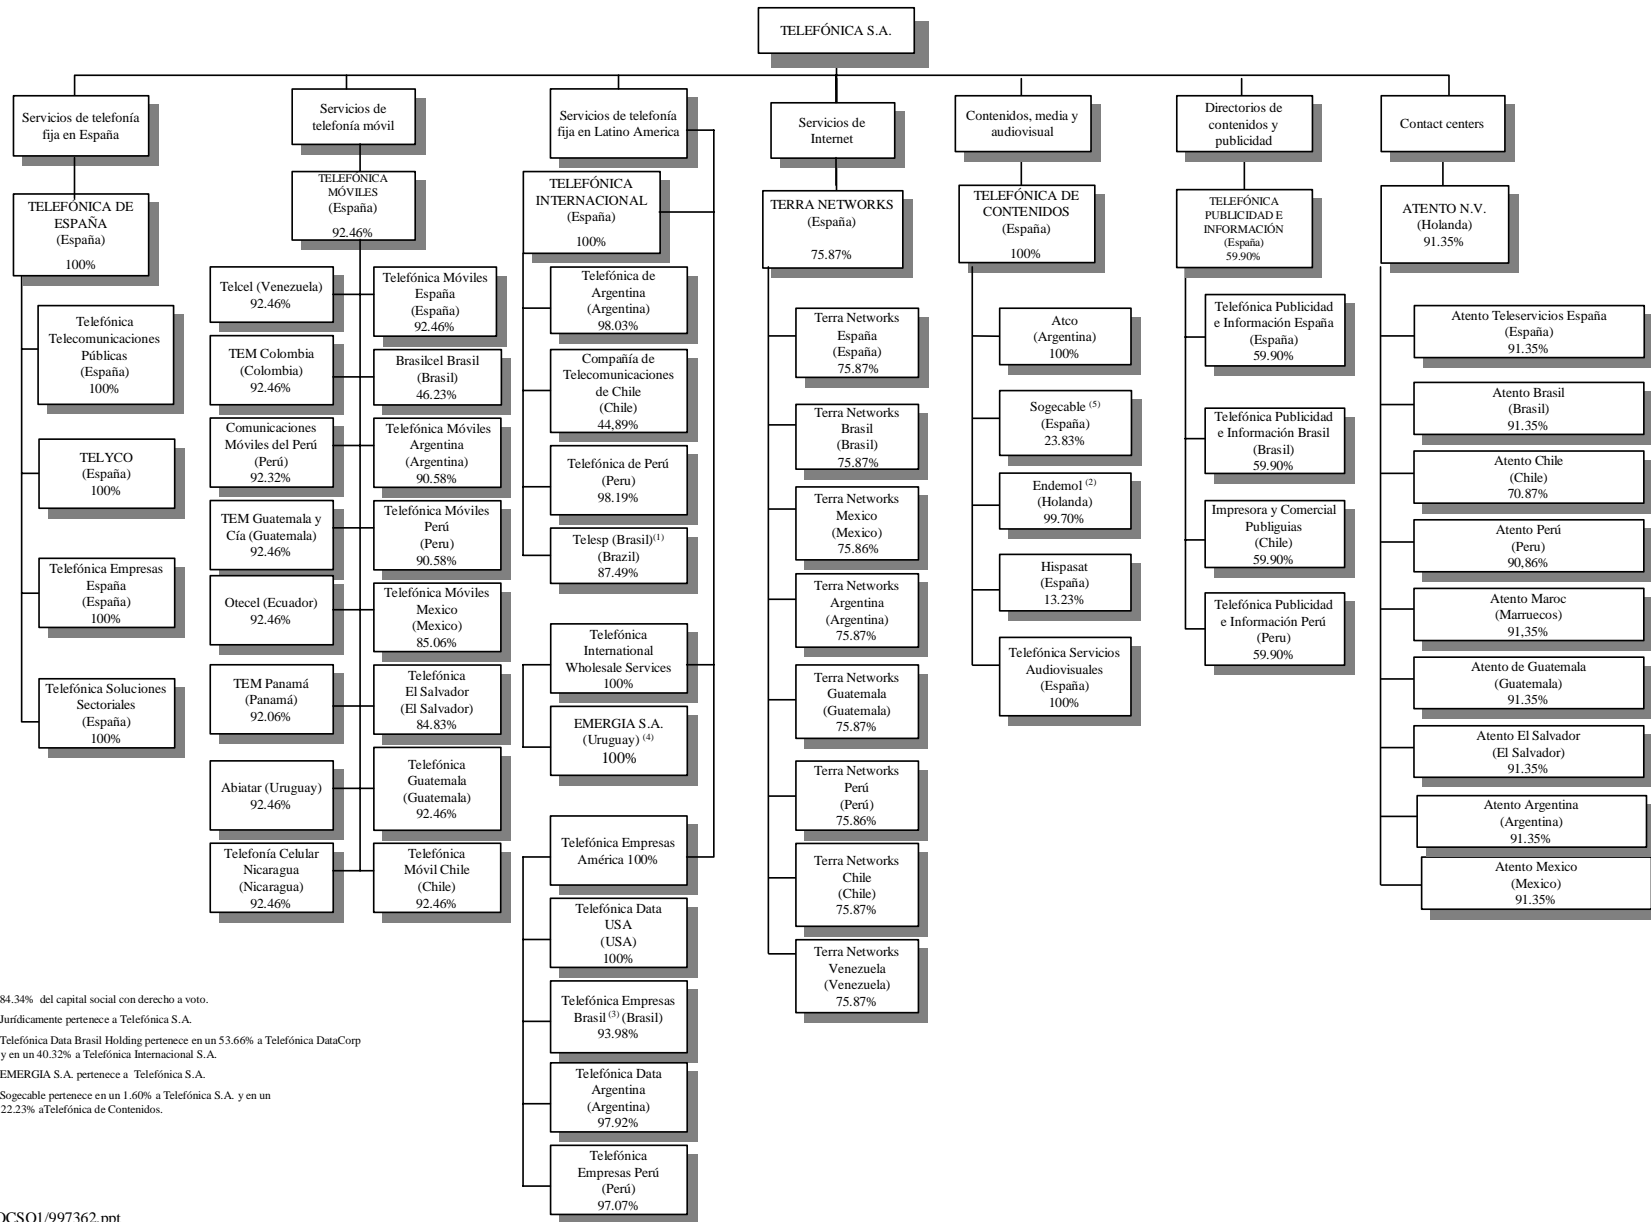 TELEFÓNICA S.A.
Servicios de telefonía
fija en España
Servicios de
telefonía móvil
Servicios de telefonía
fija en Latino America
Servicios de
Internet
Contenidos, media y
audiovisual
Directorios de
contenidos y
publicidad
Contact centers
TELEFÓNICA DE
ESPAÑA
(España)
100%
Telefónica
Telecomunicaciones
Públicas
(España)
100%
TELYCO
(España)
100%
Telefónica Empresas
España
(España)
100%
Telefónica Soluciones
Sectoriales
(España)
100%
TELEFÓNICA
MÓVILES
(España)
92.46%
Telcel (Venezuela)
92.46%
Telefónica Móviles
España
(España)
92.46%
TEM Colombia
(Colombia)
92.46%
Brasilcel Brasil
(Brasil)
46.23%
Comunicaciones
Móviles del Perú
(Perú)
92.32%
Telefónica Móviles
Argentina
(Argentina)
90.58%
TEM Guatemala y
Cía (Guatemala)
92.46%
Telefónica Móviles
Perú
(Peru)
90.58%
Otecel (Ecuador)
92.46%
Telefónica Móviles
Mexico
(Mexico)
85.06%
TEM Panamá
(Panamá)
92.06%
Telefónica
El Salvador
(El Salvador)
84.83%
Abiatar (Uruguay)
92.46%
Telefónica
Guatemala
(Guatemala)
92.46%
Telefonía Celular
Nicaragua
(Nicaragua)
92.46%
Telefónica
Móvil Chile
(Chile)
92.46%
TELEFÓNICA
INTERNACIONAL
(España)
100%
Telefónica de
Argentina
(Argentina)
98.03%
Compañía de
Telecomunicaciones
de Chile
(Chile)
44,89%
Telefónica de Perú
(Peru)
98.19%
Telesp (Brasil)(1)
(Brazil)
87.49%
Telefónica
International
Wholesale Services
100%
EMERGIA S.A.
(Uruguay) (4)
100%
Telefónica Empresas
América 100%
Telefónica Data
USA
(USA)
100%
Telefónica Empresas
Brasil (3) (Brasil)
93.98%
Telefónica Data
Argentina
(Argentina)
97.92%
Telefónica
Empresas Perú
(Perú)
97.07%
TERRA NETWORKS
(España)
75.87%
Terra Networks
España
(España)
75.87%
Terra Networks
Brasil
(Brasil)
75.87%
Terra Networks
Mexico
(Mexico)
75.86%
Terra Networks
Argentina
(Argentina)
75.87%
Terra Networks
Guatemala
(Guatemala)
75.87%
Terra Networks
Perú
(Perú)
75.86%
Terra Networks
Chile
(Chile)
75.87%
Terra Networks
Venezuela
(Venezuela)
75.87%
TELEFÓNICA DE
CONTENIDOS
(España)
100%
Atco
(Argentina)
100%
Sogecable (5)
(España)
23.83%
Endemol (2)
(Holanda)
99.70%
Hispasat
(España)
13.23%
Telefónica Servicios
Audiovisuales
(España)
100%
TELEFÓNICA
PUBLICIDAD E
INFORMACIÓN
(España)
59.90%
Telefónica Publicidad
e Información España
(España)
59.90%
Telefónica Publicidad
e Información Brasil
(Brasil)
59.90%
Impresora y Comercial
Publiguias
(Chile)
59.90%
Telefónica Publicidad
e Información Perú
(Peru)
59.90%
ATENTO N.V.
(Holanda)
91.35%
Atento Teleservicios España
(España)
91.35%
Atento Brasil
(Brasil)
91.35%
Atento Chile
(Chile)
70.87%
Atento Perú
(Peru)
90,86%
Atento Maroc
(Marruecos)
91,35%
Atento de Guatemala
(Guatemala)
91.35%
Atento El Salvador
(El Salvador)
91.35%
Atento Argentina
(Argentina)
91.35%
Atento Mexico
(Mexico)
91.35%
84.34% del capital social con derecho a voto.
Jurídicamente pertenece a Telefónica S.A.
Telefónica Data Brasil Holding pertenece en un 53.66% a Telefónica DataCorp
y en un 40.32% a Telefónica Internacional S.A.
EMERGIA S.A. pertenece a Telefónica S.A.
Sogecable pertenece en un 1.60% a Telefónica S.A. y en un
22.23% aTelefónica de Contenidos.
OCSO1/997362.ppt